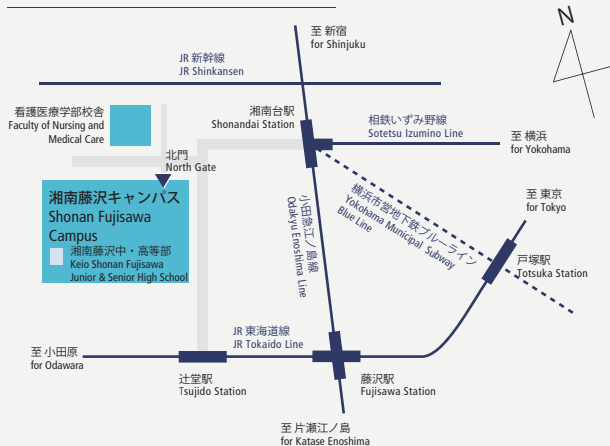 N
至 新宿
for Shinjuku
JR 新幹線
JR Shinkansen
看護医療学部校舎
Faculty of Nursing and
Medical Care
湘南台駅
Shonandai Station
相鉄いずみ野線
Sotetsu Izumino Line
至 横浜
for Yokohama
北門
North Gate
湘南藤沢キャンパス
Shonan Fujisawa
Campus
湘南藤沢中・高等部
Keio Shonan Fujisawa
Junior & Senior High School
小田急江ノ島線
Odakyu Enoshima Line
横浜市営地下鉄ブルーライン
Yokohama Municipal Subway
Blue Line
至 東京
for Tokyo
戸塚駅
Totsuka Station
JR 東海道線
JR Tokaido Line
至 小田原
for Odawara
辻堂駅
Tsujido Station
藤沢駅
Fujisawa Station
至 片瀬江ノ島
for Katase Enoshima